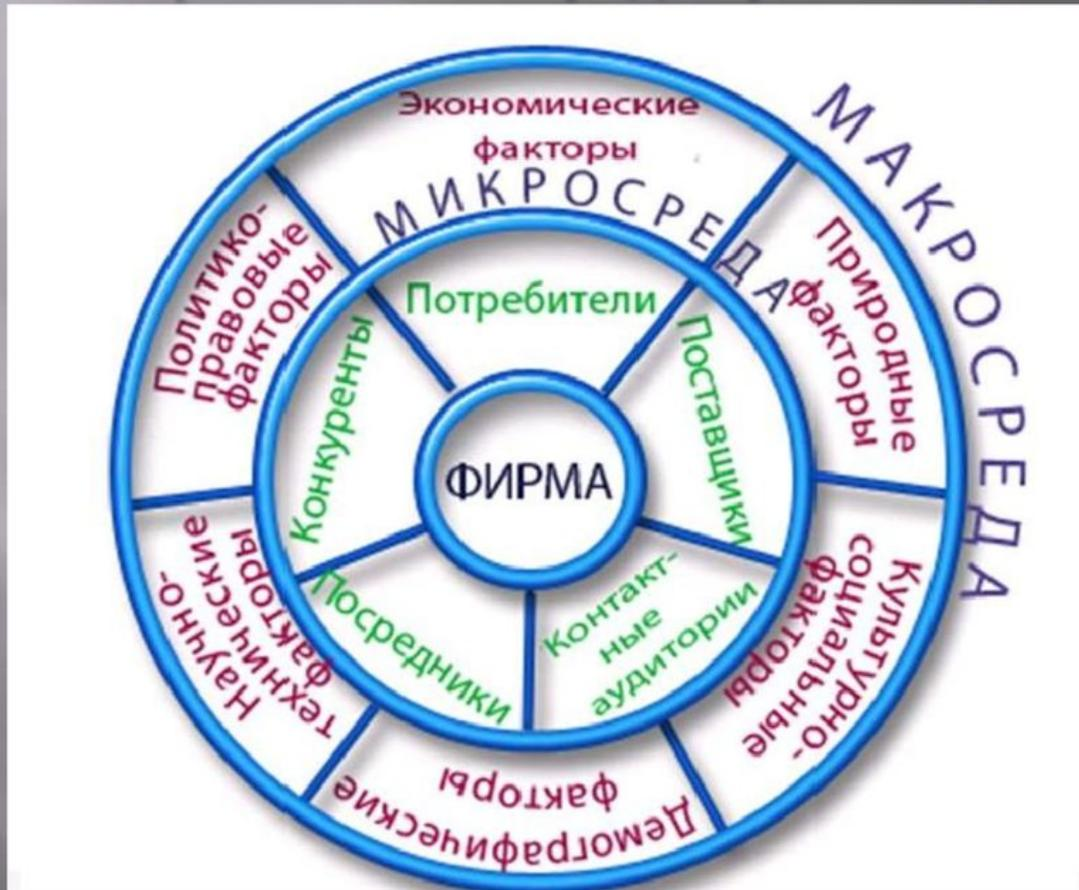 МАКРОСРЕДА
Экономические
факторы
МИКРОСРЕДА
Политико-
правовые
факторы
Природные
факторы
Потребители
Конкуренты
Поставщики
ФИРМА
Посредники
Контакт-
ные
аудитории
Научно-
технические
факторы
Культурно-
социальные
факторы
Демографические
факторы